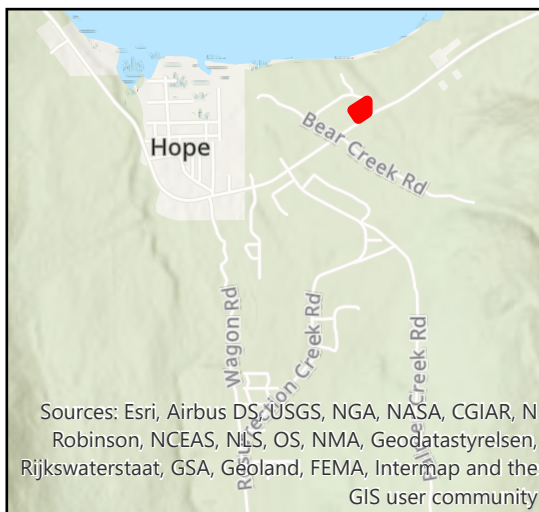 Hope
Bear Creek Rd
Wagon Rd
Resurrection Creek Rd
Palmer Creek Rd
Sources: Esri, Airbus DS, USGS, NGA, NASA, CGIAR, N
Robinson, NCEAS, NLS, OS, NMA, Geodatastyrelsen,
Rijkswaterstaat, GSA, Geoland, FEMA, Intermap and the
GIS user community